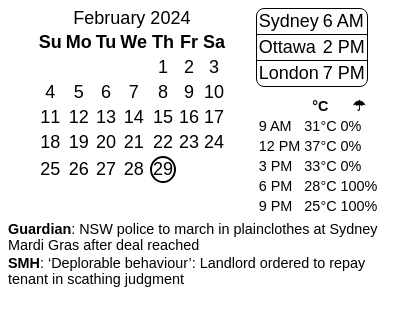 February 2024
Su Mo Tu We Th Fr Sa
1 2 3
4 5 6 7 8 9 10
11 12 13 14 15 16 17
18 19 20 21 22 23 24
25 26 27 28 29
Sydney 6 AM
Ottawa 2 PM
London 7 PM
°C ☂
9 AM 31°C 0%
12 PM 37°C 0%
3 PM 33°C 0%
6 PM 28°C 100%
9 PM 25°C 100%
Guardian: NSW police to march in plainclothes at Sydney
Mardi Gras after deal reached
SMH: ‘Deplorable behaviour’: Landlord ordered to repay
tenant in scathing judgment